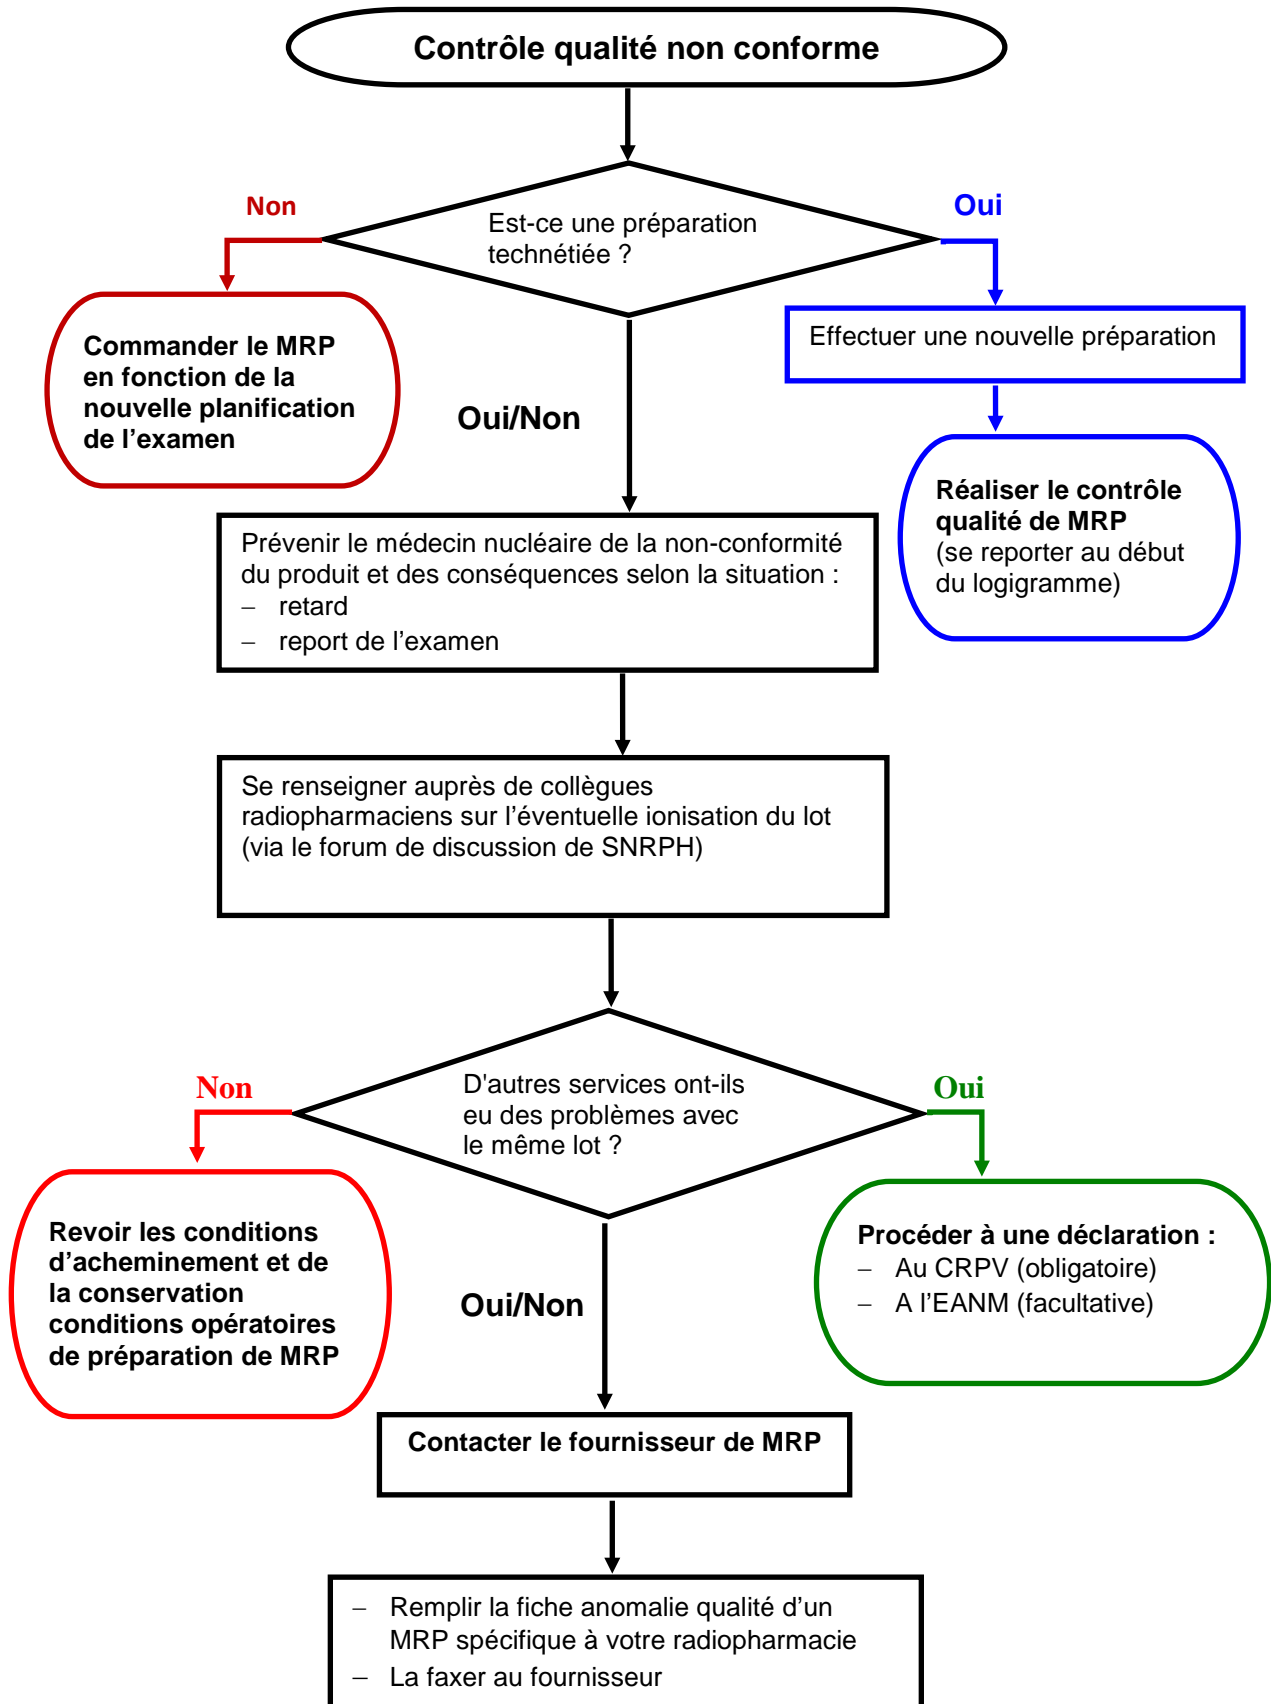 Contrôle qualité non conforme
Non
Oui
Est-ce une préparation
technétiée ?
Commander le MRP
en fonction de la
nouvelle planification
de l'examen
Effectuer une nouvelle préparation
Oui/Non
Réaliser le contrôle
qualité de MRP
(se reporter au début
du logigramme)
Prévenir le médecin nucléaire de la non-conformité
du produit et des conséquences selon la situation :
– retard
– report de l'examen
Se renseigner auprès de collègues
radiopharmaciens sur l'éventuelle ionisation du lot
(via le forum de discussion de SNRPH)
Non
Oui
D'autres services ont-ils
eu des problèmes avec
le même lot ?
Revoir les conditions
d'acheminement et de
la conservation
conditions opératoires
de préparation de MRP
Procéder à une déclaration :
– Au CRPV (obligatoire)
– A l'EANM (facultative)
Oui/Non
Contacter le fournisseur de MRP
– Remplir la fiche anomalie qualité d'un
MRP spécifique à votre radiopharmacie
– La faxer au fournisseur